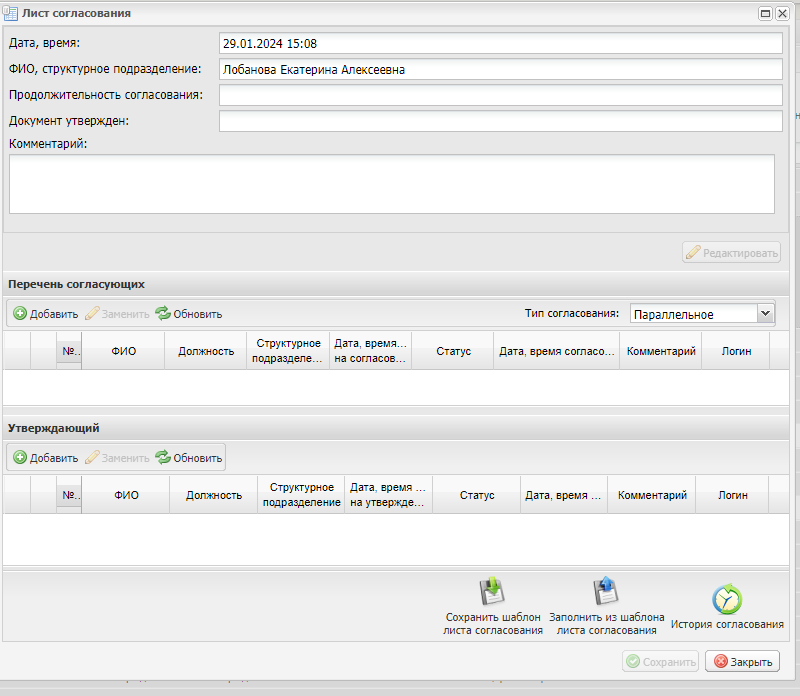 Лист согласования
Дата, время: 29.01.2024 15:08
ФИО, структурное подразделение: Лобанова Екатерина Алексеевна
Продолжительность согласования:
Документ утвержден:
Комментарий:
Редактировать
Перечень согласующих
Добавить Заменить Обновить Тип согласования: Параллельное
№.. ФИО Должность Структурное подразделе... Дата, время... на согласов... Статус Дата, время согласо... Комментарий Логин
Утверждающий
Добавить Заменить Обновить
№.. ФИО Должность Структурное подразделение Дата, время ... на утвержде... Статус Дата, время ... Комментарий Логин
Сохранить шаблон листа согласования
Заполнить из шаблона листа согласования
История согласования
Сохранить Закрыть